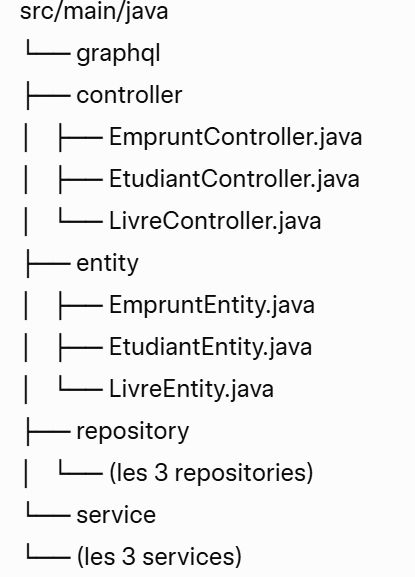 src/main/java
└── graphql
├── controller
│ ├── EmpruntController.java
│ ├── EtudiantController.java
│ └── LivreController.java
├── entity
│ ├── EmpruntEntity.java
│ ├── EtudiantEntity.java
│ └── LivreEntity.java
├── repository
│ └── (les 3 repositories)
└── service
└── (les 3 services)